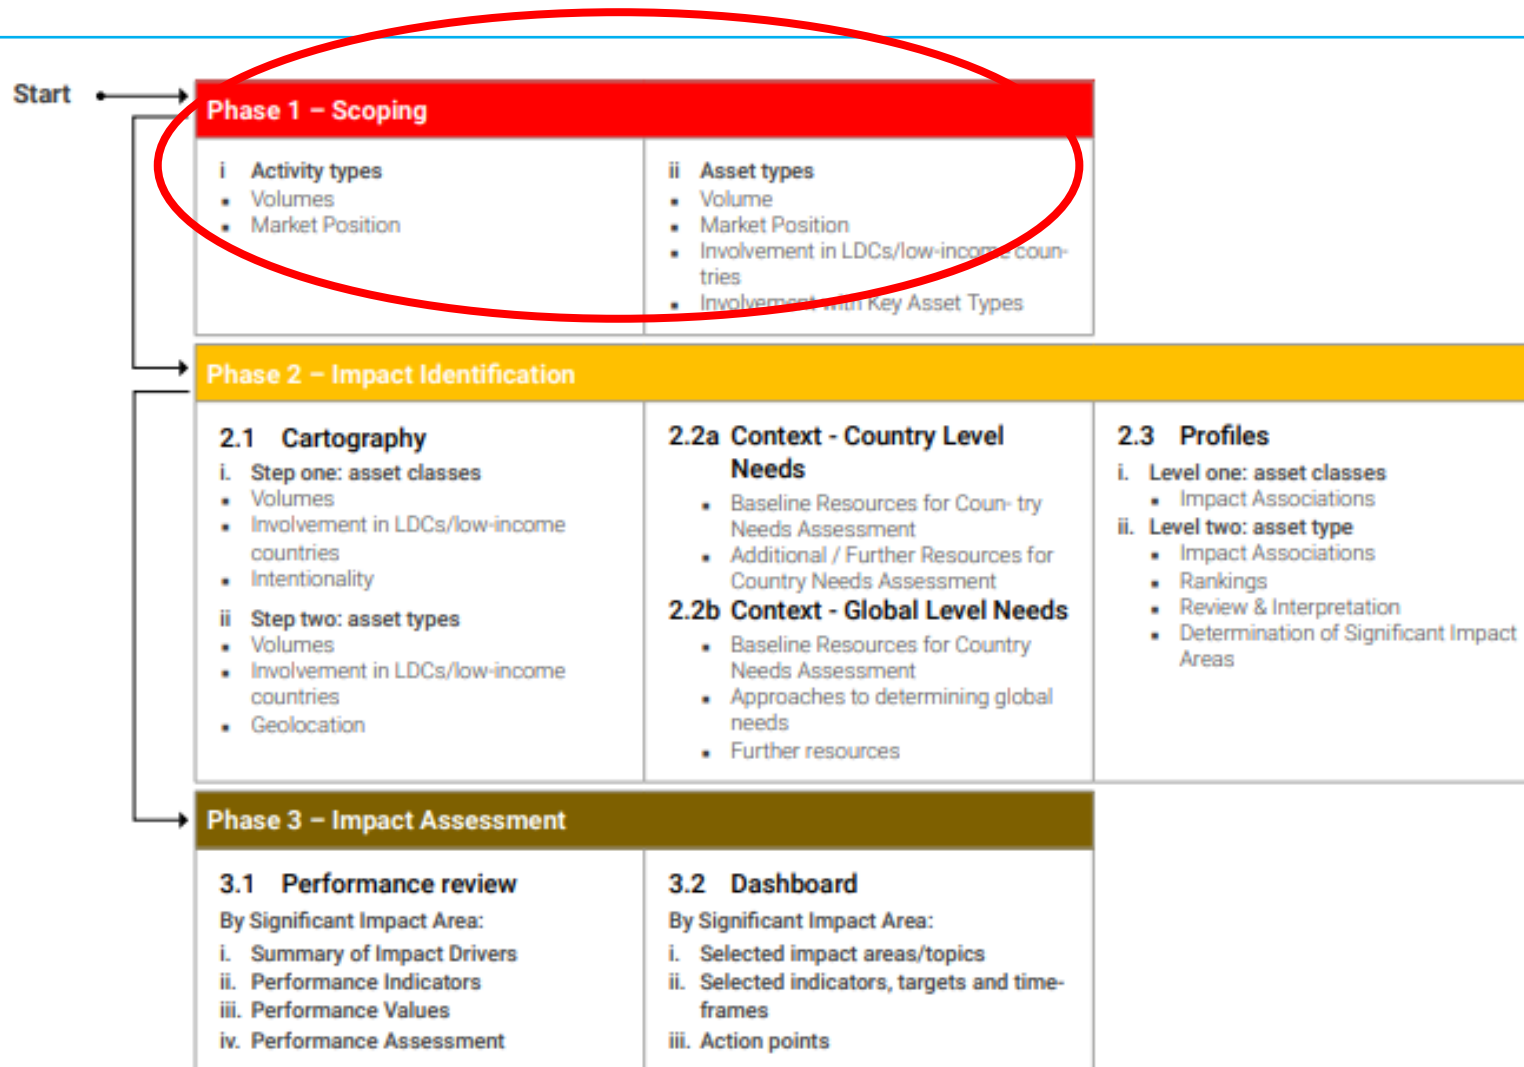 Start
Phase 1 – Scoping
i Activity types
▪ Volumes
▪ Market Position
ii Asset types
▪ Volume
▪ Market Position
▪ Involvement in LDCs/low-income coun-
tries
▪ Involvement with Key Asset Types
Phase 2 – Impact Identification
2.1 Cartography
i. Step one: asset classes
▪ Volumes
▪ Involvement in LDCs/low-income
countries
▪ Intentionality
ii Step two: asset types
▪ Volumes
▪ Involvement in LDCs/low-income
countries
▪ Geolocation
2.2a Context - Country Level
Needs
▪ Baseline Resources for Coun- try
Needs Assessment
▪ Additional / Further Resources for
Country Needs Assessment
2.2b Context - Global Level Needs
▪ Baseline Resources for Country
Needs Assessment
▪ Approaches to determining global
needs
▪ Further resources
2.3 Profiles
i. Level one: asset classes
▪ Impact Associations
ii. Level two: asset type
▪ Impact Associations
▪ Rankings
▪ Review & Interpretation
▪ Determination of Significant Impact
Areas
Phase 3 – Impact Assessment
3.1 Performance review
By Significant Impact Area:
i. Summary of Impact Drivers
ii. Performance Indicators
iii. Performance Values
iv. Performance Assessment
3.2 Dashboard
By Significant Impact Area:
i. Selected impact areas/topics
ii. Selected indicators, targets and time-
frames
iii. Action points